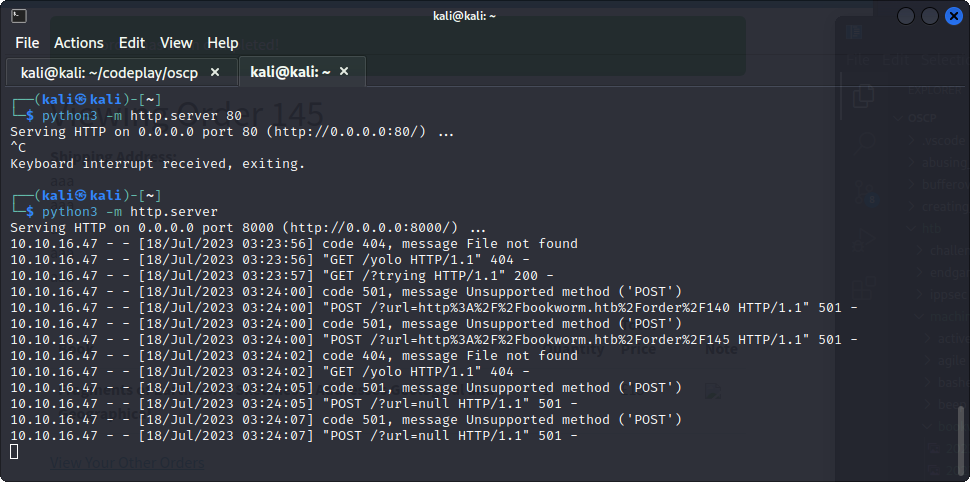 kali@kali: ~
File Actions Edit View Help
kali@kali: ~/codeplay/oscp × kali@kali: ~ ×
Viewing Order 145
┌──(kali㉿kali)-[~]
└─$ python3 -m http.server 80
Serving HTTP on 0.0.0.0 port 80 (http://0.0.0.0:80/) ...
^C
Keyboard interrupt received, exiting.
aaa
┌──(kali㉿kali)-[~]
└─$ python3 -m http.server
Serving HTTP on 0.0.0.0 port 8000 (http://0.0.0.0:8000/) ...
10.10.16.47 - - [18/Jul/2023 03:23:56] code 404, message File not found
10.10.16.47 - - [18/Jul/2023 03:23:56] "GET /yolo HTTP/1.1" 404 -
10.10.16.47 - - [18/Jul/2023 03:23:57] "GET /?trying HTTP/1.1" 200 -
10.10.16.47 - - [18/Jul/2023 03:24:00] code 501, message Unsupported method ('POST')
10.10.16.47 - - [18/Jul/2023 03:24:00] "POST /?url=http%3A%2F%2Fbookworm.htb%2Forder%2F140 HTTP/1.1" 501 -
10.10.16.47 - - [18/Jul/2023 03:24:00] code 501, message Unsupported method ('POST')
10.10.16.47 - - [18/Jul/2023 03:24:00] "POST /?url=http%3A%2F%2Fbookworm.htb%2Forder%2F145 HTTP/1.1" 501 -
10.10.16.47 - - [18/Jul/2023 03:24:02] code 404, message File not found
10.10.16.47 - - [18/Jul/2023 03:24:02] "GET /yolo HTTP/1.1" 404 -
10.10.16.47 - - [18/Jul/2023 03:24:05] code 501, message Unsupported method ('POST')
10.10.16.47 - - [18/Jul/2023 03:24:05] "POST /?url=null HTTP/1.1" 501 -
10.10.16.47 - - [18/Jul/2023 03:24:07] code 501, message Unsupported method ('POST')
10.10.16.47 - - [18/Jul/2023 03:24:07] "POST /?url=null HTTP/1.1" 501 -
View Your Other Orders